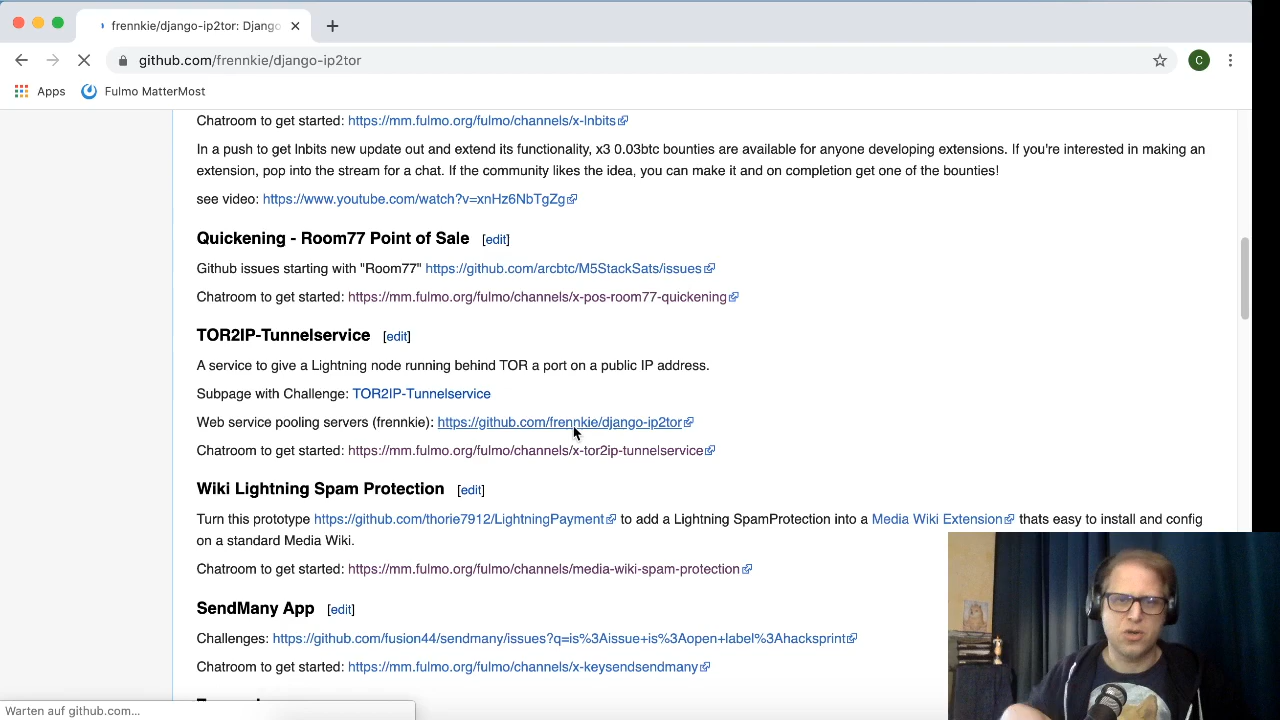 frennkie/django-ip2tor: Django
github.com/frennkie/django-ip2tor
C
Apps
Fulmo MatterMost
Chatroom to get started: https://mm.fulmo.org/fulmo/channels/x-lnbits
In a push to get lnbits new update out and extend its functionality, x3 0.03btc bounties are available for anyone developing extensions. If you're interested in making an
extension, pop into the stream for a chat. If the community likes the idea, you can make it and on completion get one of the bounties!
see video: https://www.youtube.com/watch?v=xnHz6NbTgZg
Quickening - Room77 Point of Sale [edit]
Github issues starting with "Room77" https://github.com/arcbtc/M5StackSats/issues
Chatroom to get started: https://mm.fulmo.org/fulmo/channels/x-pos-room77-quickening
TOR2IP-Tunnelservice [edit]
A service to give a Lightning node running behind TOR a port on a public IP address.
Subpage with Challenge: TOR2IP-Tunnelservice
Web service pooling servers (frennkie): https://github.com/frennkie/django-ip2tor
Chatroom to get started: https://mm.fulmo.org/fulmo/channels/x-tor2ip-tunnelservice
Wiki Lightning Spam Protection [edit]
Turn this prototype https://github.com/thorie7912/LightningPayment to add a Lightning SpamProtection into a Media Wiki Extension thats easy to install and config
on a standard Media Wiki.
Chatroom to get started: https://mm.fulmo.org/fulmo/channels/media-wiki-spam-protection
SendMany App [edit]
Challenges: https://github.com/fusion44/sendmany/issues?q=is%3Aissue+is%3Aopen+label%3Ahacksprint
Chatroom to get started: https://mm.fulmo.org/fulmo/channels/x-keysendsendmany
Warten auf github.com...